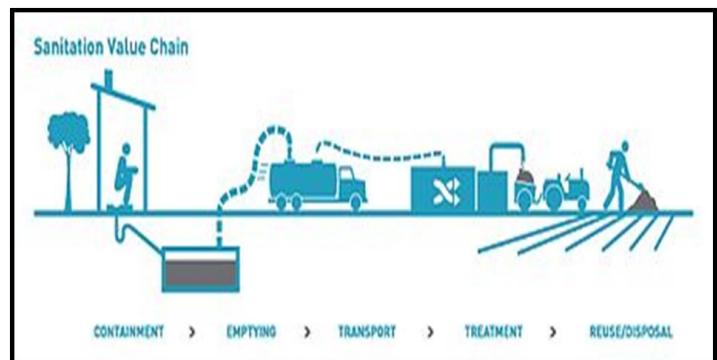 Sanitation Value Chain
CONTAINMENT > EMPTYING > TRANSPORT > TREATMENT > REUSE/DISPOSAL